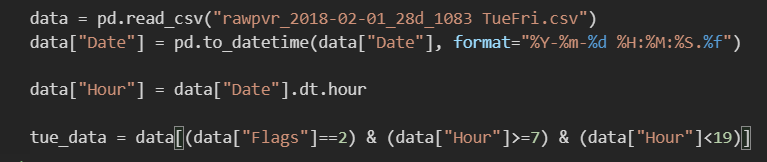 data = pd.read_csv("rawpvr_2018-02-01_28d_1083 TueFri.csv")
data["Date"] = pd.to_datetime(data["Date"], format="%Y-%m-%d %H:%M:%S.%f")
data["Hour"] = data["Date"].dt.hour
tue_data = data[(data["Flags"]==2) & (data["Hour"]>=7) & (data["Hour"]<19)]